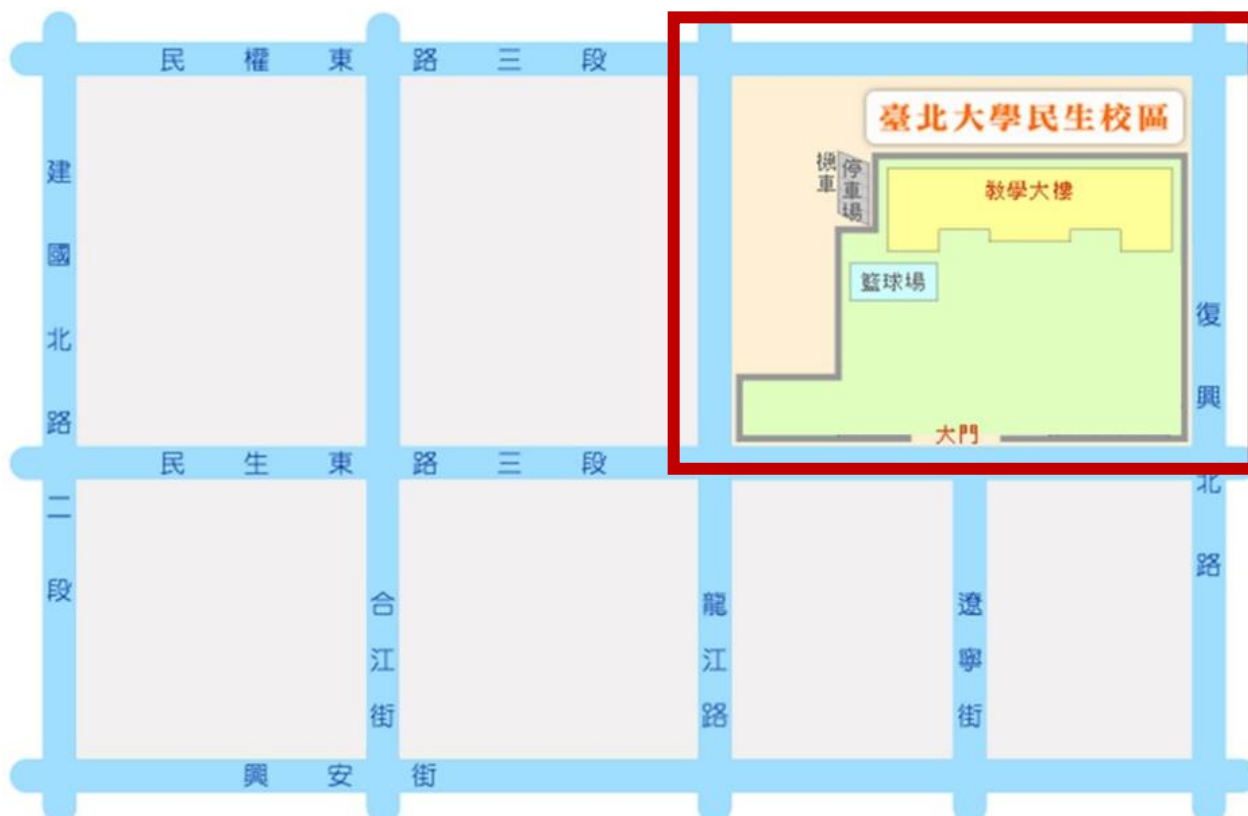 民權東路三段
臺北大學民生校區
機車
停車場
教學大樓
籃球場
大門
建國北路二段
復興北路
民生東路三段
合江街
龍江路
遼寧街
興安街